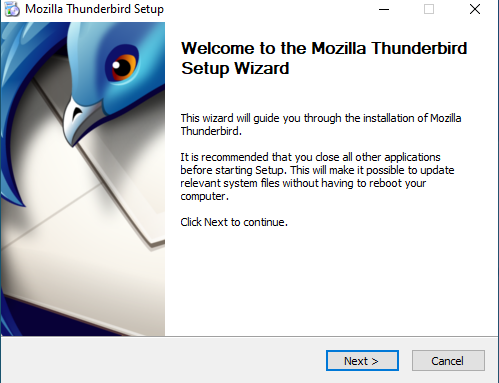 Mozilla Thunderbird Setup
Welcome to the Mozilla Thunderbird
Setup Wizard
This wizard will guide you through the installation of Mozilla
Thunderbird.
It is recommended that you close all other applications
before starting Setup. This will make it possible to update
relevant system files without having to reboot your
computer.
Click Next to continue.
Next >
Cancel